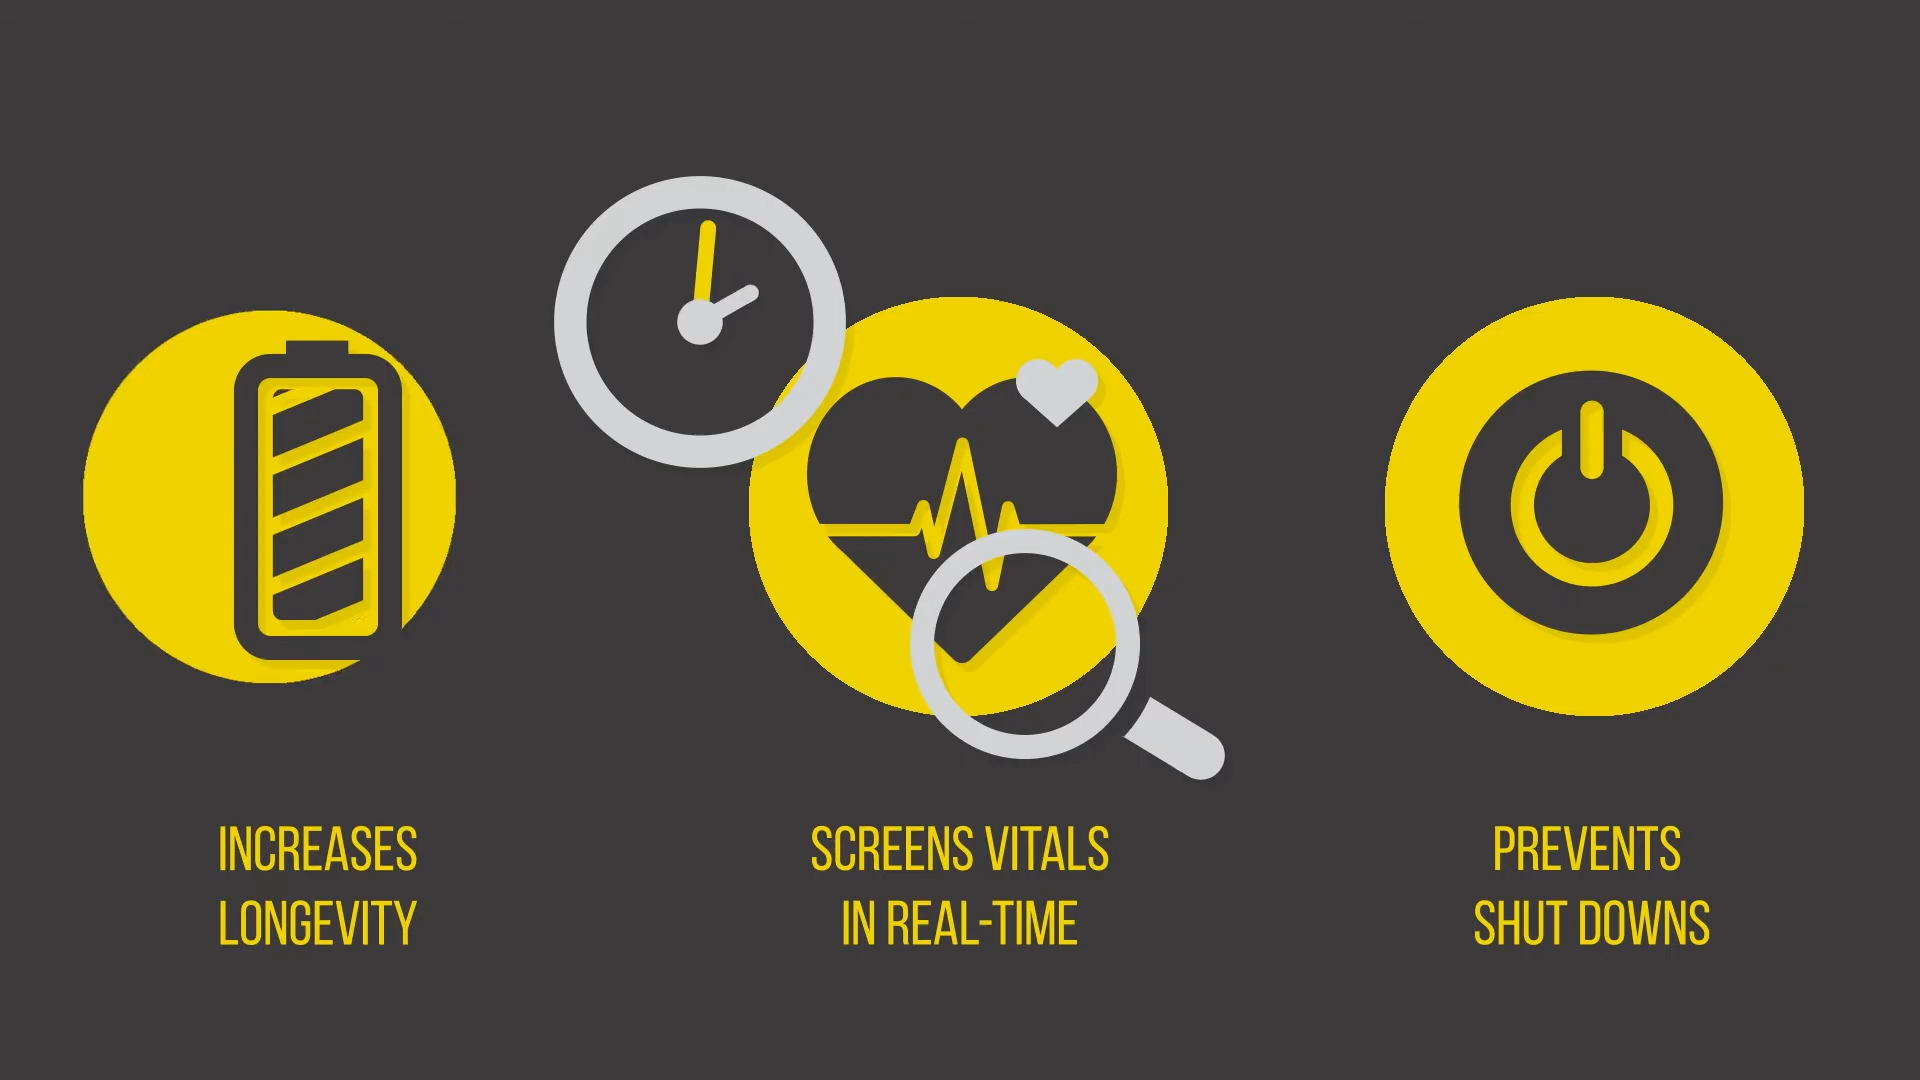 INCREASES
LONGEVITY
SCREENS VITALS
IN REAL-TIME
PREVENTS
SHUT DOWNS